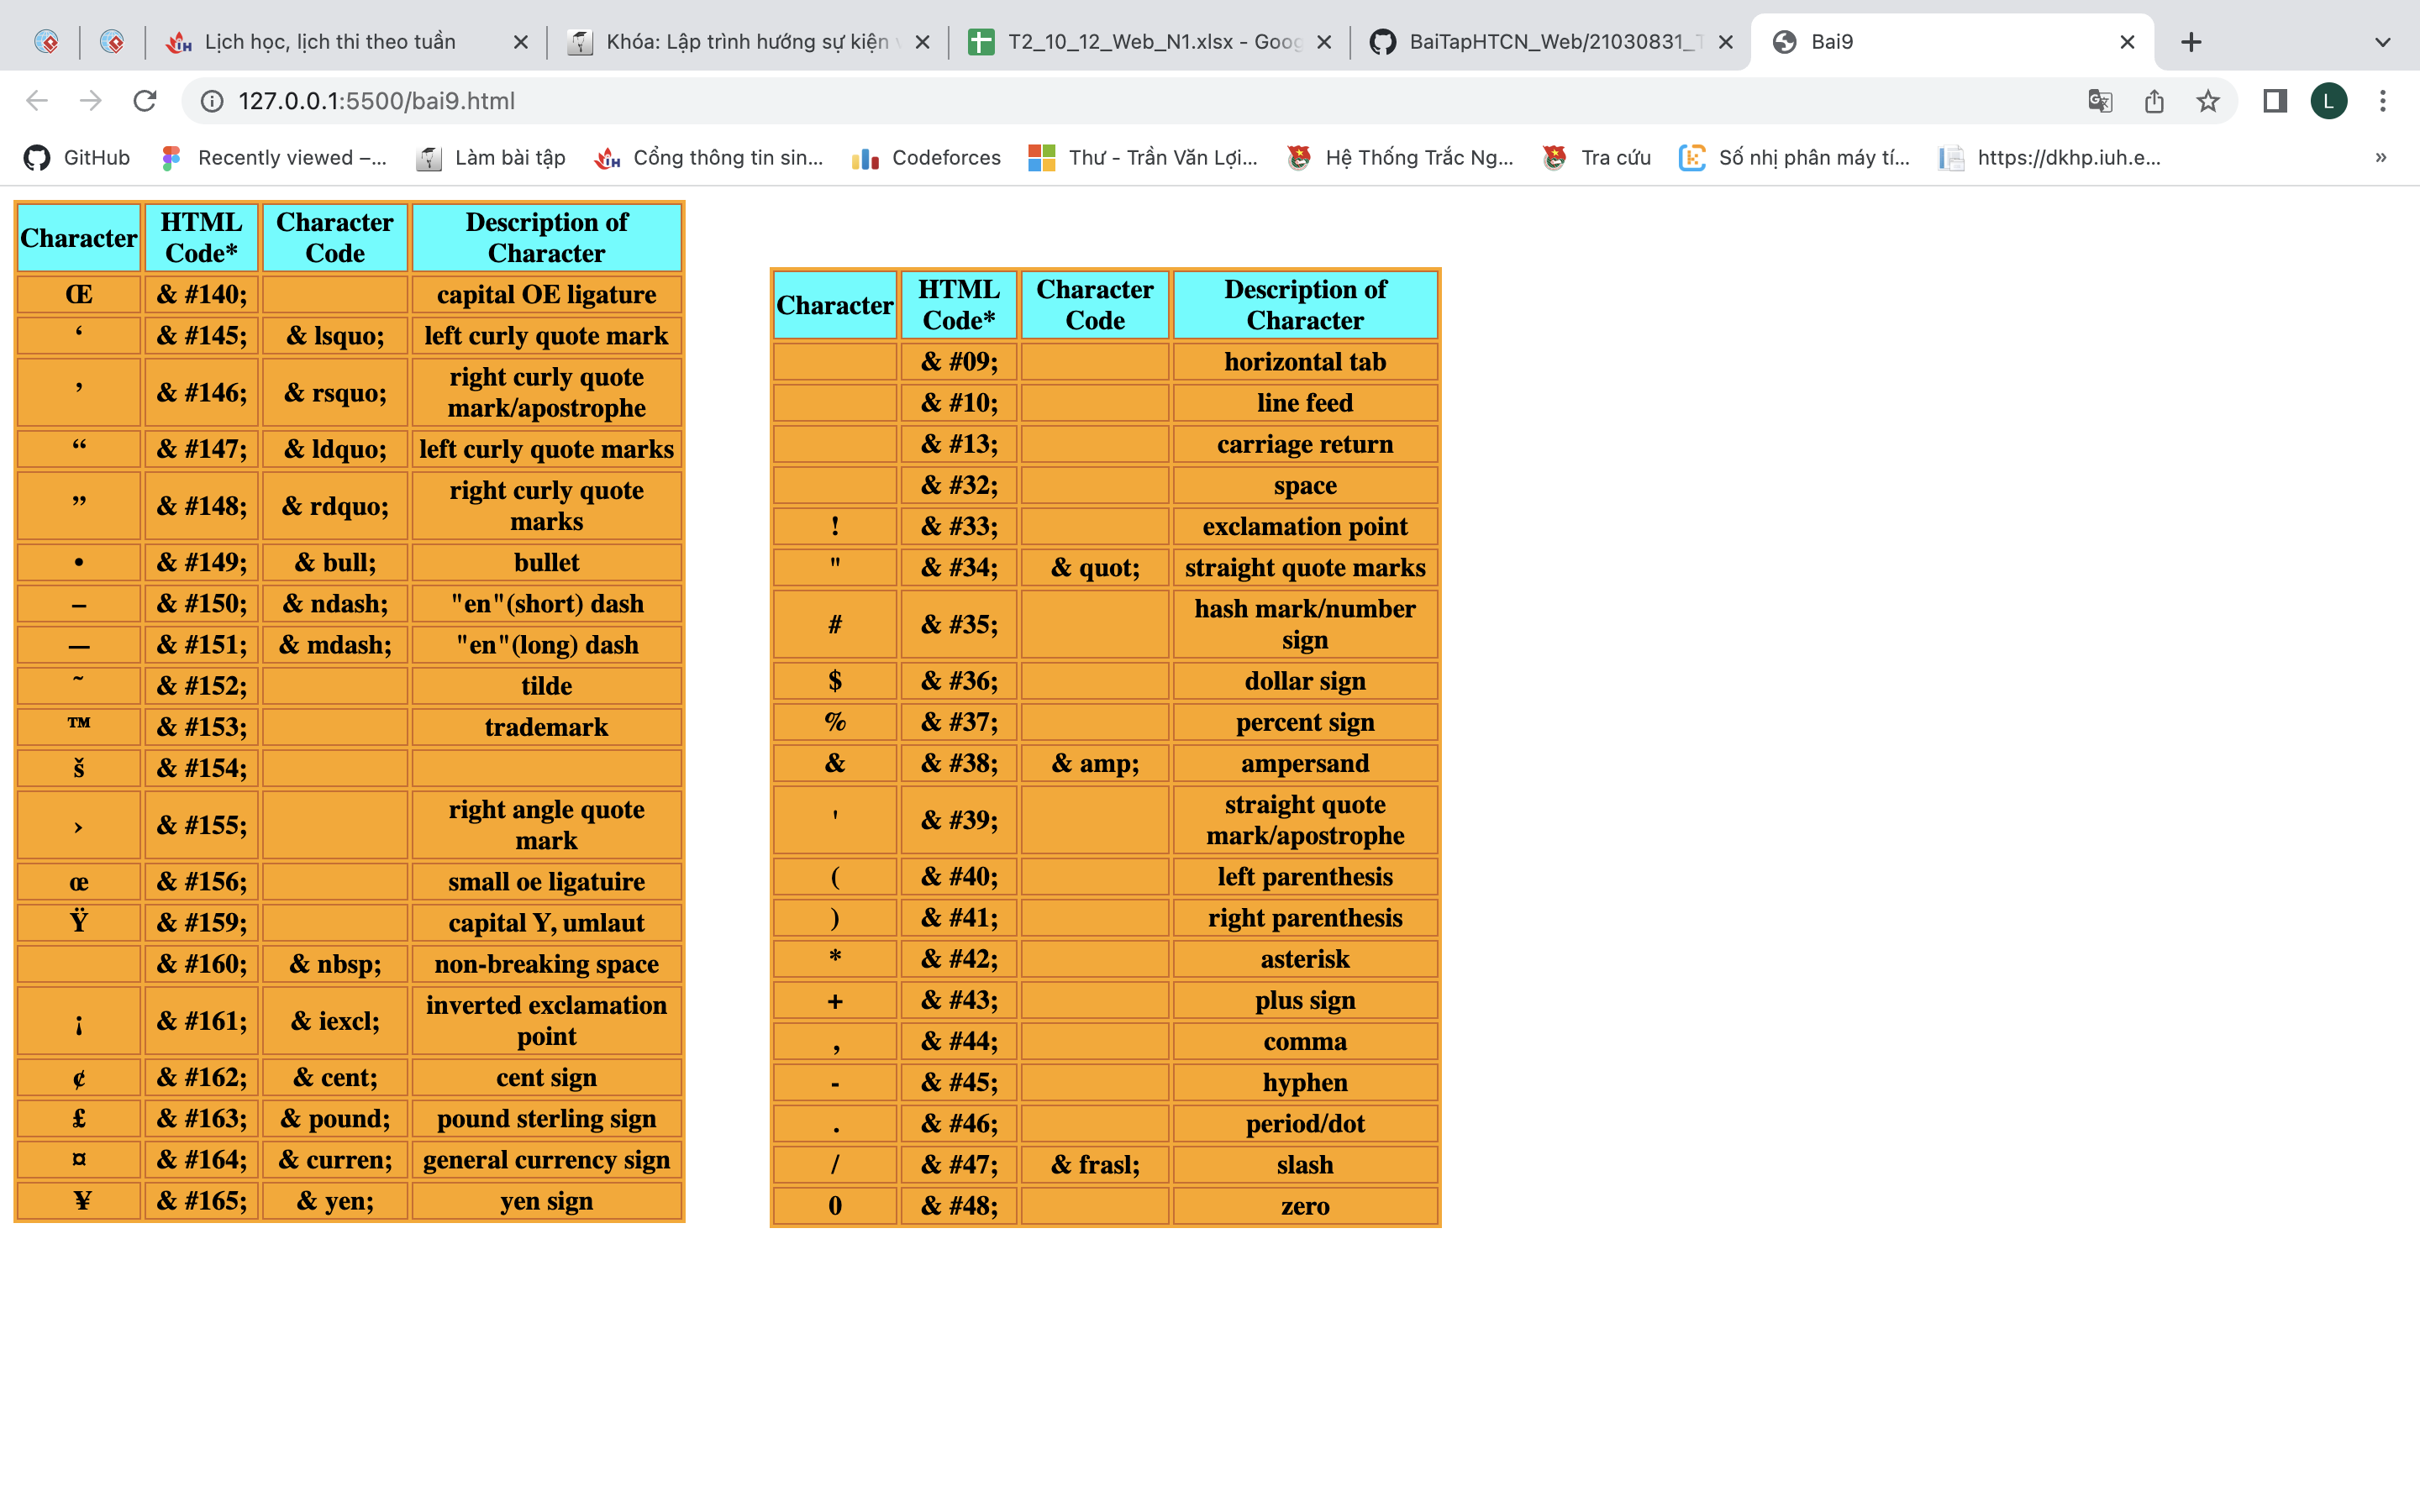 Lịch học, lịch thi theo tuần
Khóa: Lập trình hướng sự kiện
T2_10_12_Web_N1.xlsx - Goog
BaiTapHTCN_Web/21030831_T
Bai9
127.0.0.1:5500/bai9.html
L
GitHub
Recently viewed –...
Làm bài tập
Cổng thông tin sin...
Codeforces
Thư - Trần Văn Lợi...
Hệ Thống Trắc Ng...
Tra cứu
Số nhị phân máy tí...
https://dkhp.iuh.e...
»
Character HTML Code* Character Code Description of Character
Œ & #140; capital OE ligature
‘ & #145; & lsquo; left curly quote mark
’ & #146; & rsquo; right curly quote mark/apostrophe
“ & #147; & ldquo; left curly quote marks
” & #148; & rdquo; right curly quote marks
• & #149; & bull; bullet
– & #150; & ndash; "en"(short) dash
— & #151; & mdash; "en"(long) dash
˜ & #152; tilde
™ & #153; trademark
š & #154;
› & #155; right angle quote mark
œ & #156; small oe ligatuire
Ÿ & #159; capital Y, umlaut
& #160; & nbsp; non-breaking space
¡ & #161; & iexcl; inverted exclamation point
¢ & #162; & cent; cent sign
£ & #163; & pound; pound sterling sign
¤ & #164; & curren; general currency sign
¥ & #165; & yen; yen sign
Character HTML Code* Character Code Description of Character
& #09; horizontal tab
& #10; line feed
& #13; carriage return
& #32; space
! & #33; exclamation point
" & #34; & quot; straight quote marks
# & #35; hash mark/number sign
$ & #36; dollar sign
% & #37; percent sign
& & #38; & amp; ampersand
' & #39; straight quote mark/apostrophe
( & #40; left parenthesis
) & #41; right parenthesis
* & #42; asterisk
+ & #43; plus sign
, & #44; comma
- & #45; hyphen
. & #46; period/dot
/ & #47; & frasl; slash
0 & #48; zero